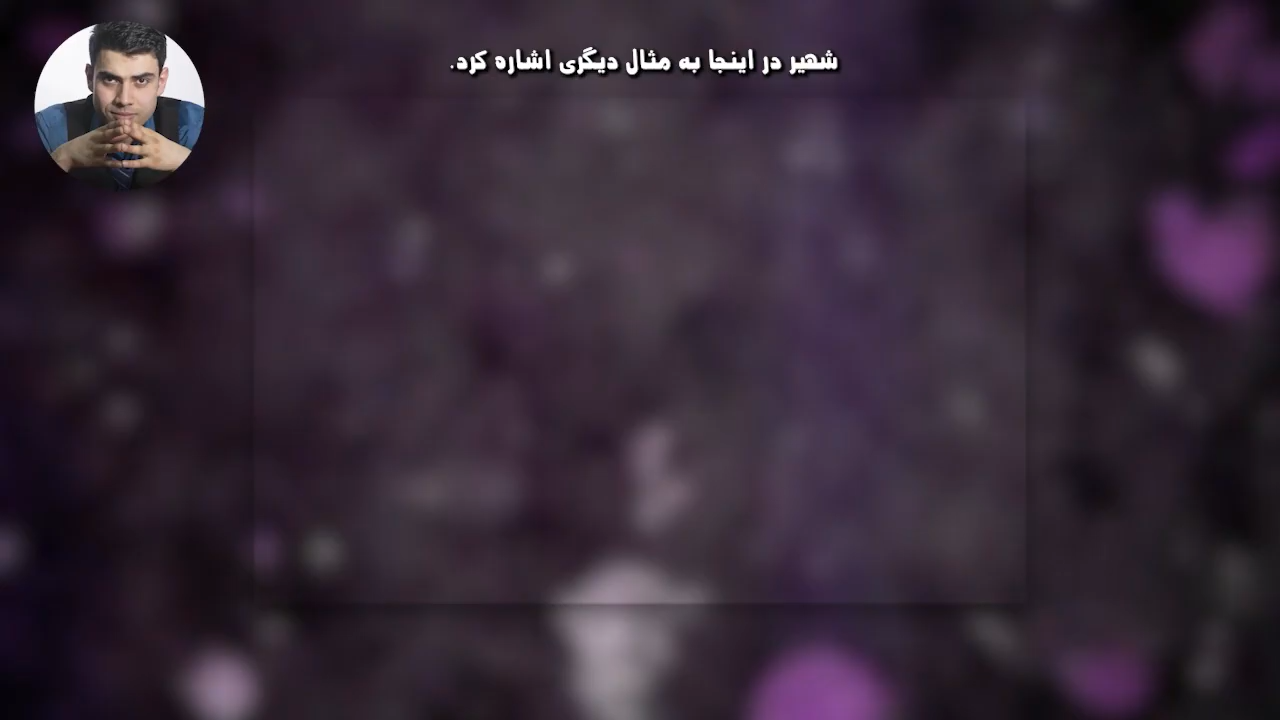 شهیر در اینجا به مثال دیگری اشاره کرد.